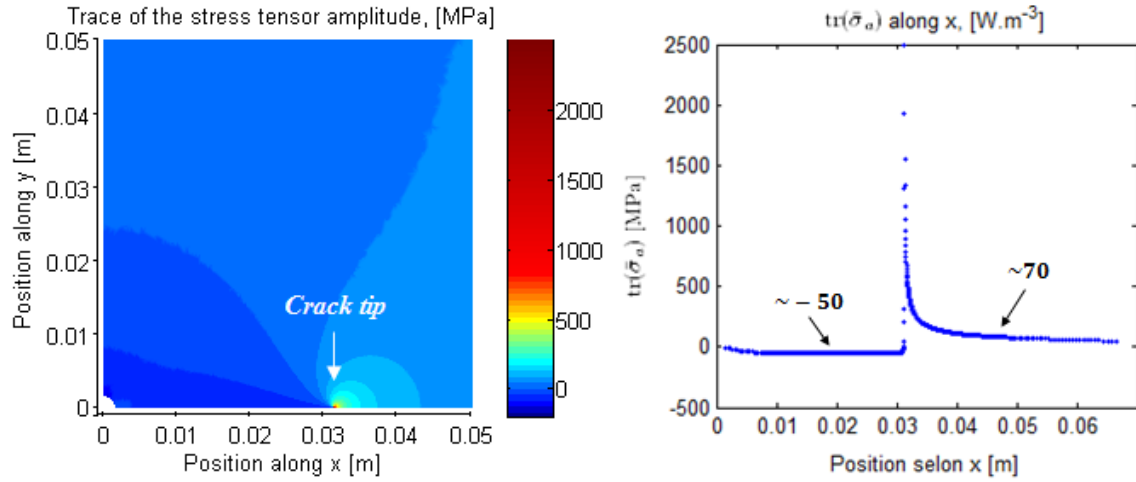 Trace of the stress tensor amplitude, [MPa]
0.05
0.04
0.03
0.02
0.01
0
Position along y [m]
Crack tip
0 0.01 0.02 0.03 0.04 0.05
Position along x [m]
2000
1500
1000
500
0
tr(σ̄ₐ) along x, [W.m⁻³]
2500
2000
1500
1000
500
0
-500
tr(σ̄ₐ) [MPa]
~ − 50
~70
0 0.01 0.02 0.03 0.04 0.05 0.06
Position selon x [m]